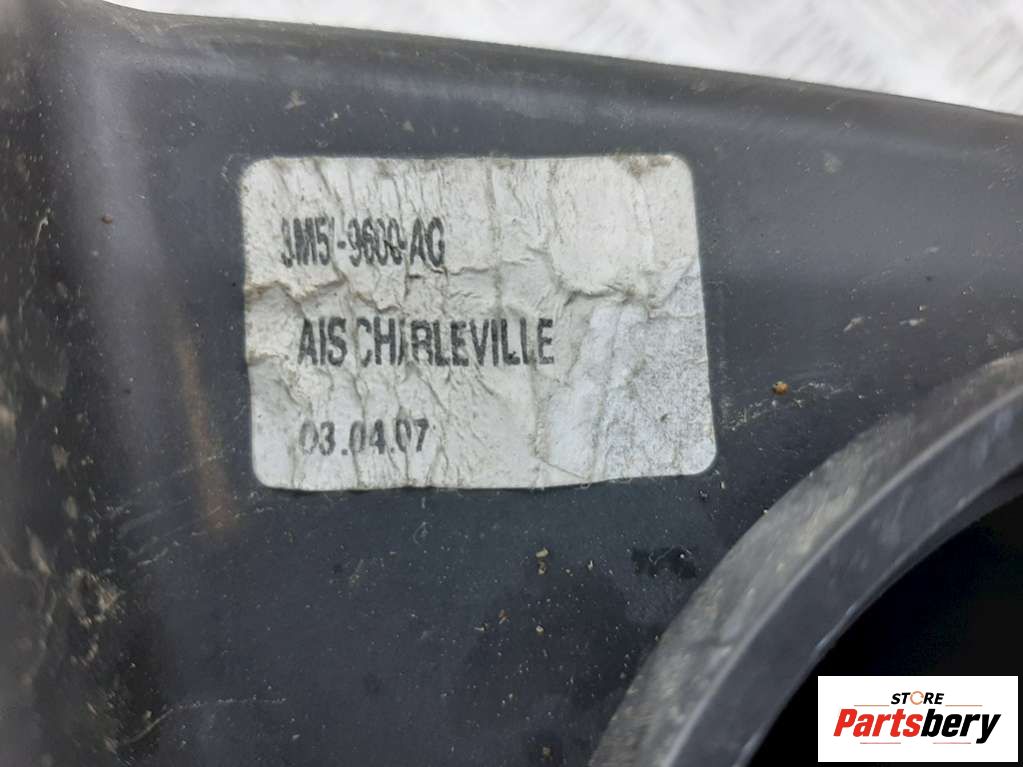 3M51-9600-AG
AIS CHARLEVILLE
03.04.07
STORE
Partsbery